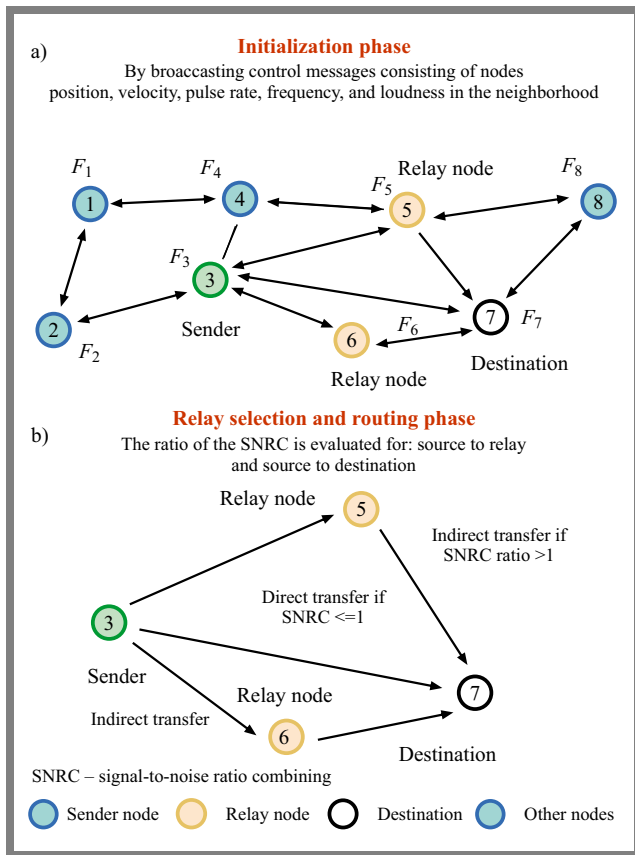 a)
Initialization phase
By broaccasting control messages consisting of nodes
position, velocity, pulse rate, frequency, and loudness in the neighborhood
F1
F4
Relay node
F8
F5
1
4
5
8
F3
3
2
F2
Sender
F6
7
F7
6
Relay node
Destination
Relay selection and routing phase
b)
The ratio of the SNRC is evaluated for: source to relay
and source to destination
Relay node
5
Indirect transfer if
SNRC ratio >1
Direct transfer if
SNRC <=1
3
Sender
Relay node
7
Indirect transfer
6
Destination
SNRC – signal-to-noise ratio combining
Sender node
Relay node
Destination
Other nodes